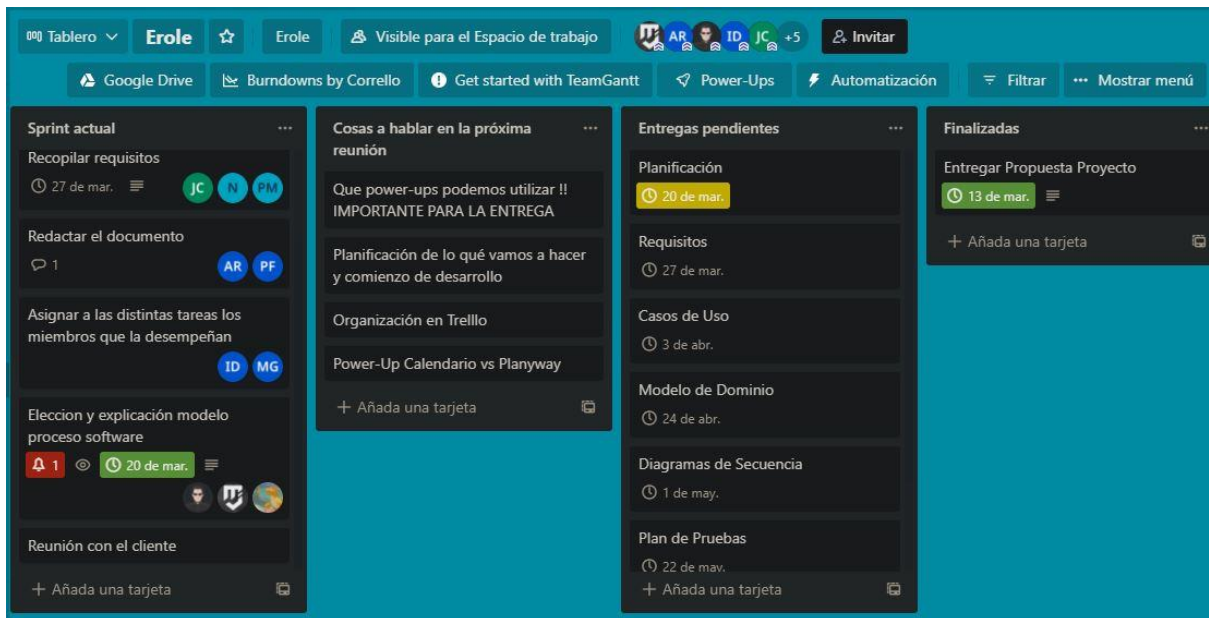 Tablero
Erole
Erole
Visible para el Espacio de trabajo
AR
ID
JC
+5
Invitar
Google Drive
Burndowns by Corrello
Get started with TeamGantt
Power-Ups
Automatización
Filtrar
Mostrar menú
Sprint actual
Recopilar requisitos
27 de mar.
JC N PM
Redactar el documento
1
AR PF
Asignar a las distintas tareas los
miembros que la desempeñan
ID MG
Eleccion y explicación modelo
proceso software
1
20 de mar.
Reunión con el cliente
+ Añada una tarjeta
Cosas a hablar en la próxima
reunión
Que power-ups podemos utilizar !!
IMPORTANTE PARA LA ENTREGA
Planificación de lo qué vamos a hacer
y comienzo de desarrollo
Organización en Trelllo
Power-Up Calendario vs Planyway
+ Añada una tarjeta
Entregas pendientes
Planificación
20 de mar.
Requisitos
27 de mar.
Casos de Uso
3 de abr.
Modelo de Dominio
24 de abr.
Diagramas de Secuencia
1 de may.
Plan de Pruebas
22 de may.
+ Añada una tarjeta
Finalizadas
Entregar Propuesta Proyecto
13 de mar.
+ Añada una tarjeta